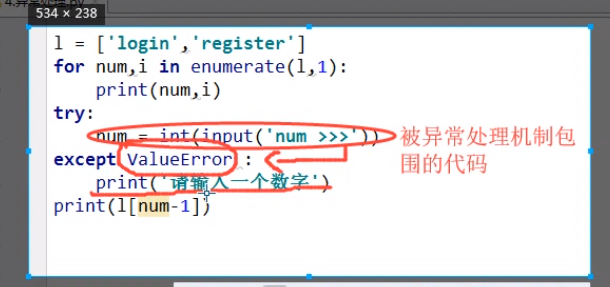 534 × 238
l = ['login','register']
for num,i in enumerate(l,1):
    print(num,i)
try:
    num = int(input('num >>>'))
except ValueError :
    print('请输入一个数字')
print(l[num-1])
被异常处理机制包
围的代码